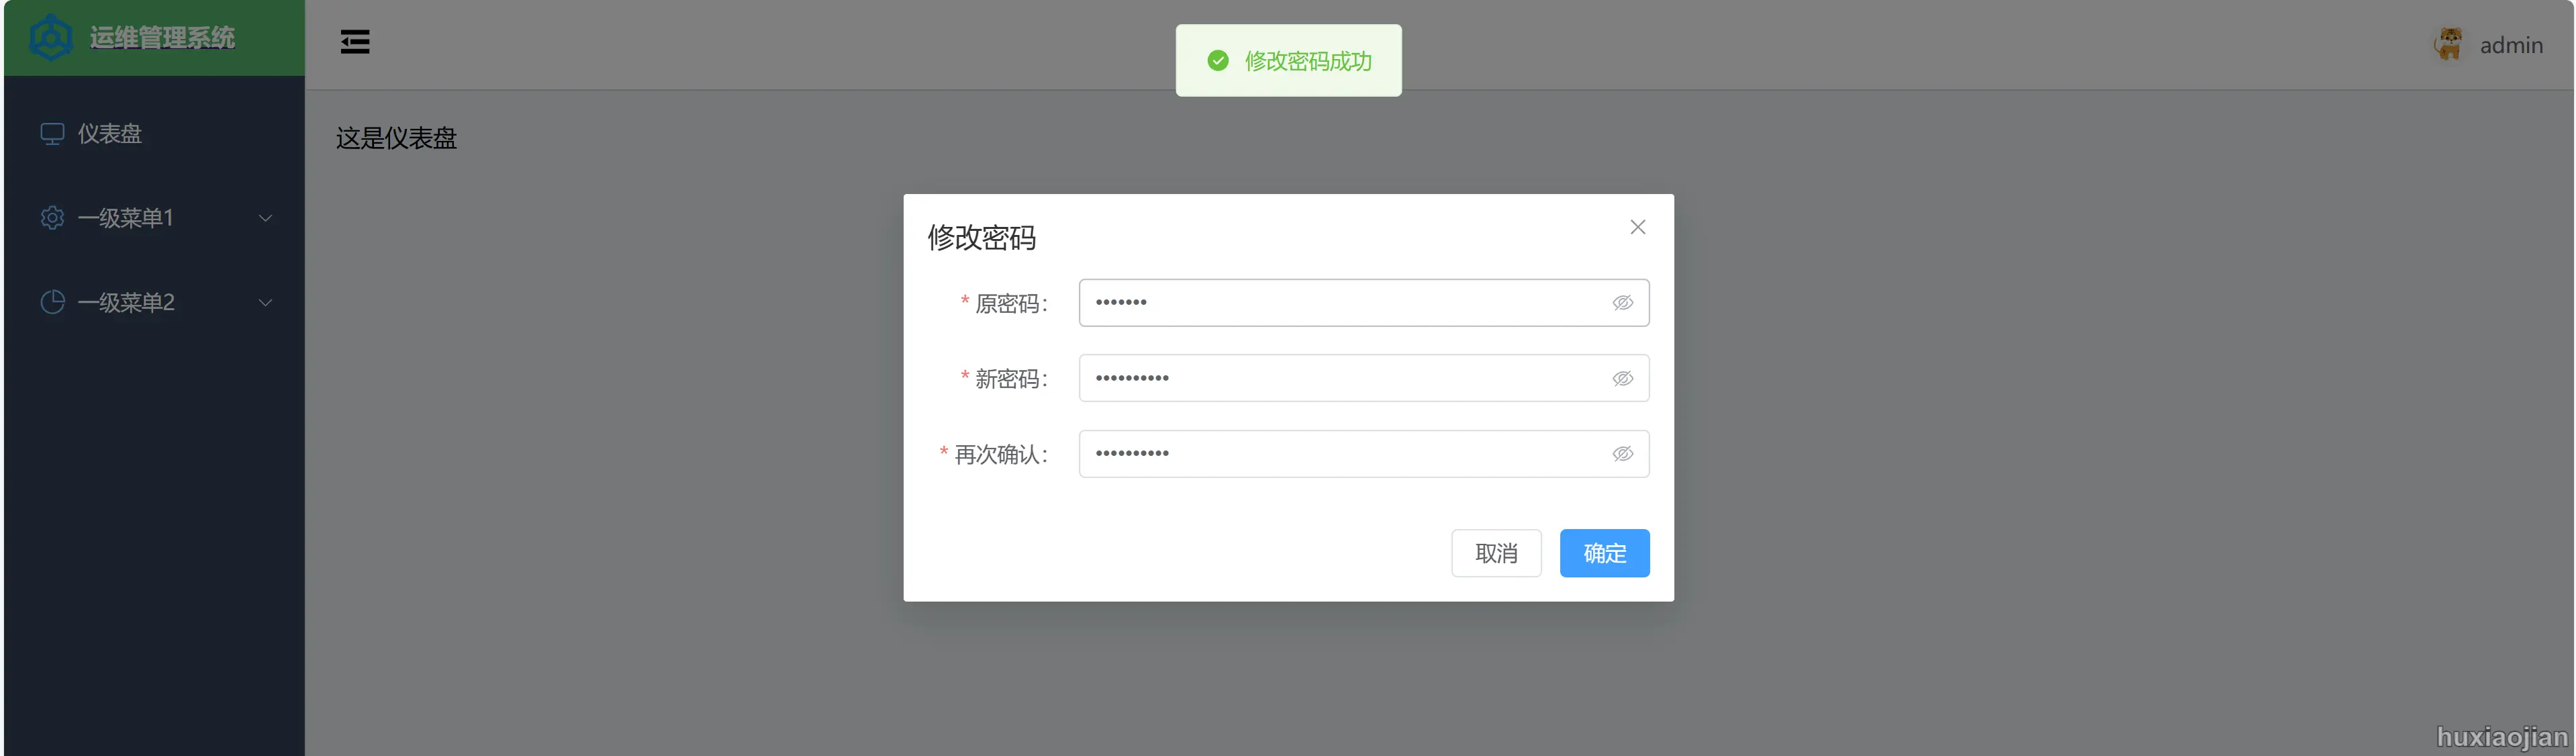 运维管理系统
修改密码成功
admin
仪表盘
这是仪表盘
一级菜单1
一级菜单2
修改密码
* 原密码：
•••••••
* 新密码：
••••••••••
* 再次确认：
••••••••••
取消 确定
huxiaojian